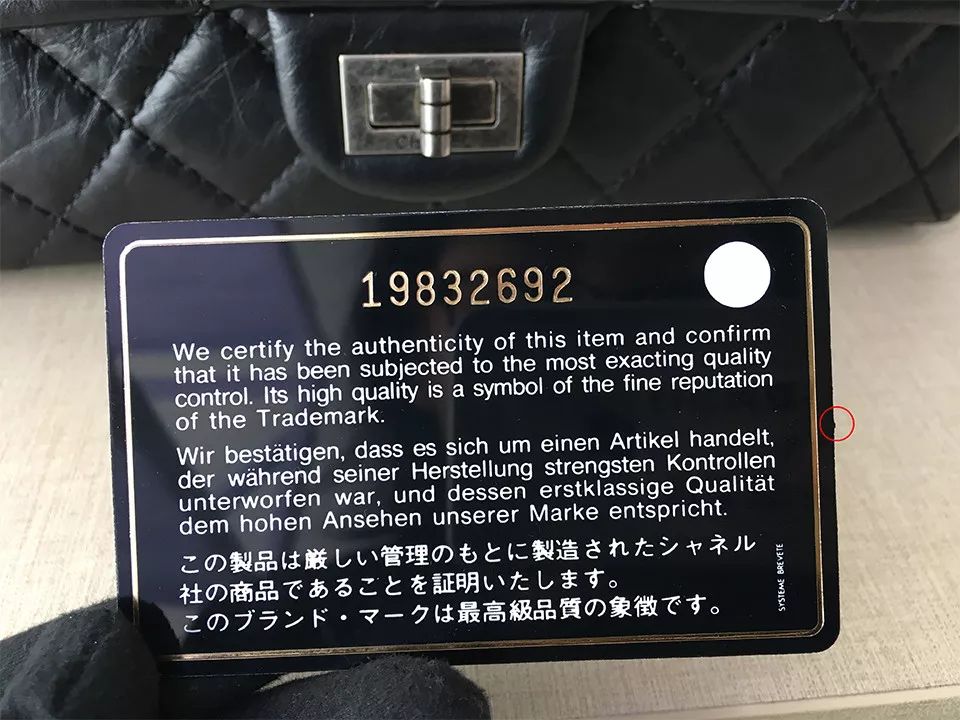 19832692
We certify the authenticity of this item and confirm
that it has been subjected to the most exacting quality
control. Its high quality is a symbol of the fine reputation
of the Trademark.
Wir bestätigen, dass es sich um einen Artikel handelt,
der während seiner Herstellung strengsten Kontrollen
unterworfen war, und dessen erstklassige Qualität
dem hohen Ansehen unserer Marke entspricht.
この製品は厳しい管理のもとに製造されたシャネル
社の商品であることを証明いたします。
このブランド・マークは最高級品質の象徴です。
SYSTEME BREVETE